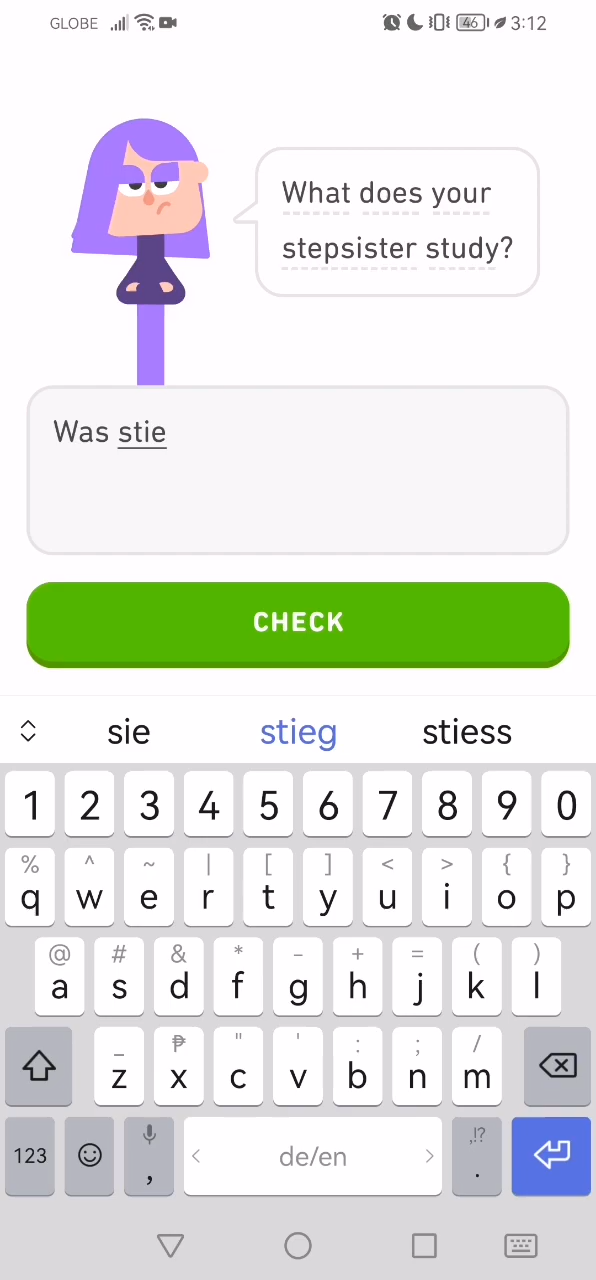 GLOBE 46 3:12
What does your
stepsister study?
Was stie
CHECK
sie stieg stiess
1 2 3 4 5 6 7 8 9 0
% ^ ~ | [ ] < > { }
q w e r t y u i o p
@ # & * - + = ( )
a s d f g h j k l
_ ₱ " ' : ; /
z x c v b n m
123 , < de/en > ,!? .